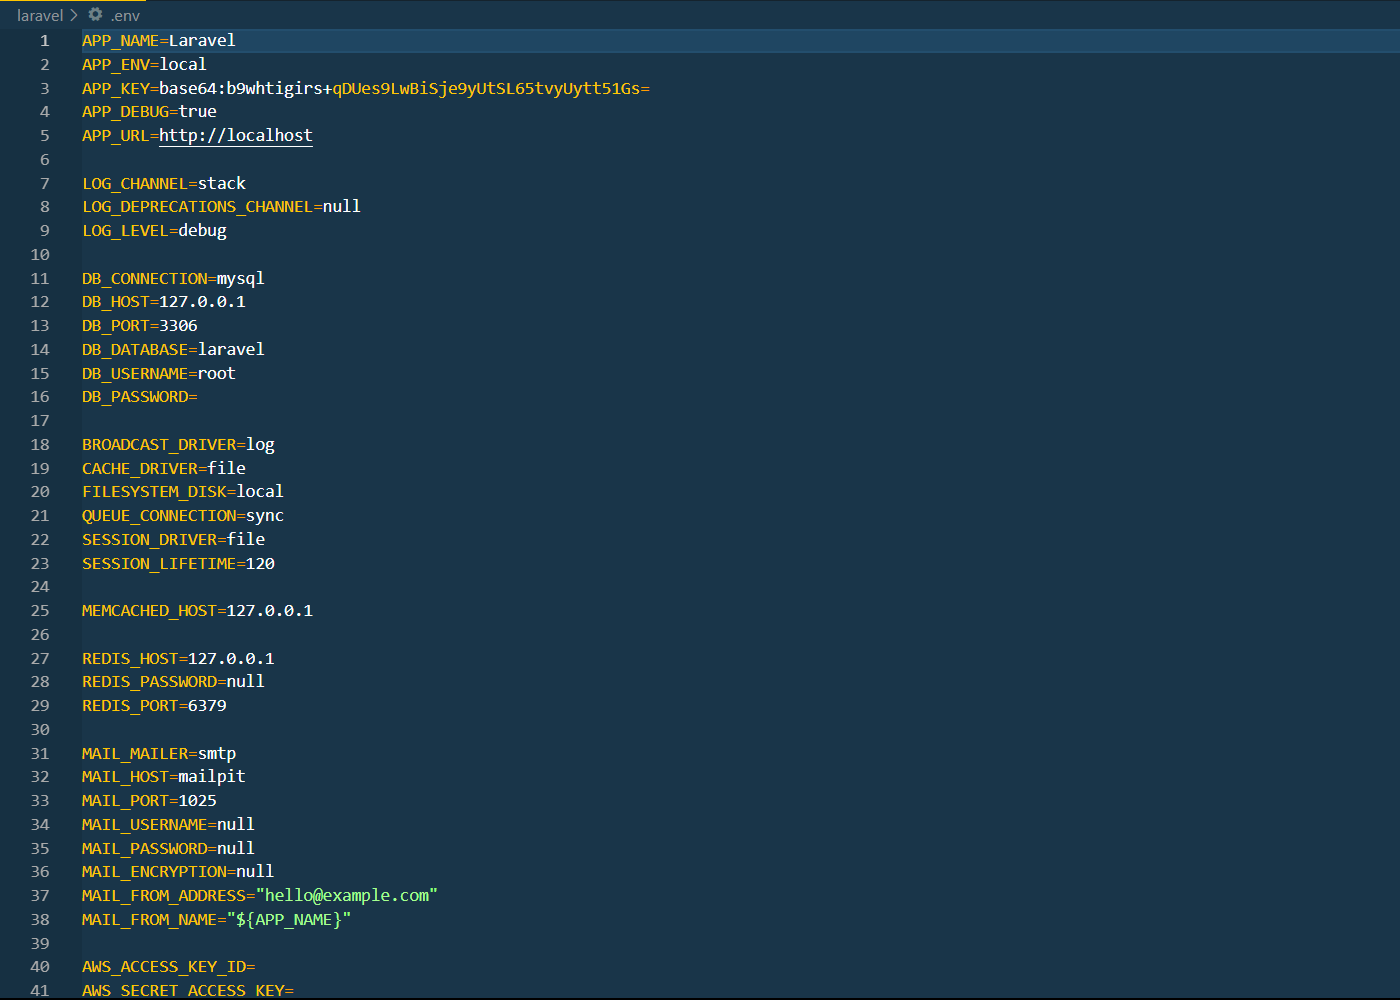 laravel > .env
1 APP_NAME=Laravel
2 APP_ENV=local
3 APP_KEY=base64:b9whtigirs+qDUes9LwBiSje9yUtSL65tvyUytt51Gs=
4 APP_DEBUG=true
5 APP_URL=http://localhost
6
7 LOG_CHANNEL=stack
8 LOG_DEPRECATIONS_CHANNEL=null
9 LOG_LEVEL=debug
10
11 DB_CONNECTION=mysql
12 DB_HOST=127.0.0.1
13 DB_PORT=3306
14 DB_DATABASE=laravel
15 DB_USERNAME=root
16 DB_PASSWORD=
17
18 BROADCAST_DRIVER=log
19 CACHE_DRIVER=file
20 FILESYSTEM_DISK=local
21 QUEUE_CONNECTION=sync
22 SESSION_DRIVER=file
23 SESSION_LIFETIME=120
24
25 MEMCACHED_HOST=127.0.0.1
26
27 REDIS_HOST=127.0.0.1
28 REDIS_PASSWORD=null
29 REDIS_PORT=6379
30
31 MAIL_MAILER=smtp
32 MAIL_HOST=mailpit
33 MAIL_PORT=1025
34 MAIL_USERNAME=null
35 MAIL_PASSWORD=null
36 MAIL_ENCRYPTION=null
37 MAIL_FROM_ADDRESS="hello@example.com"
38 MAIL_FROM_NAME="${APP_NAME}"
39
40 AWS_ACCESS_KEY_ID=
41 AWS_SECRET_ACCESS_KEY=